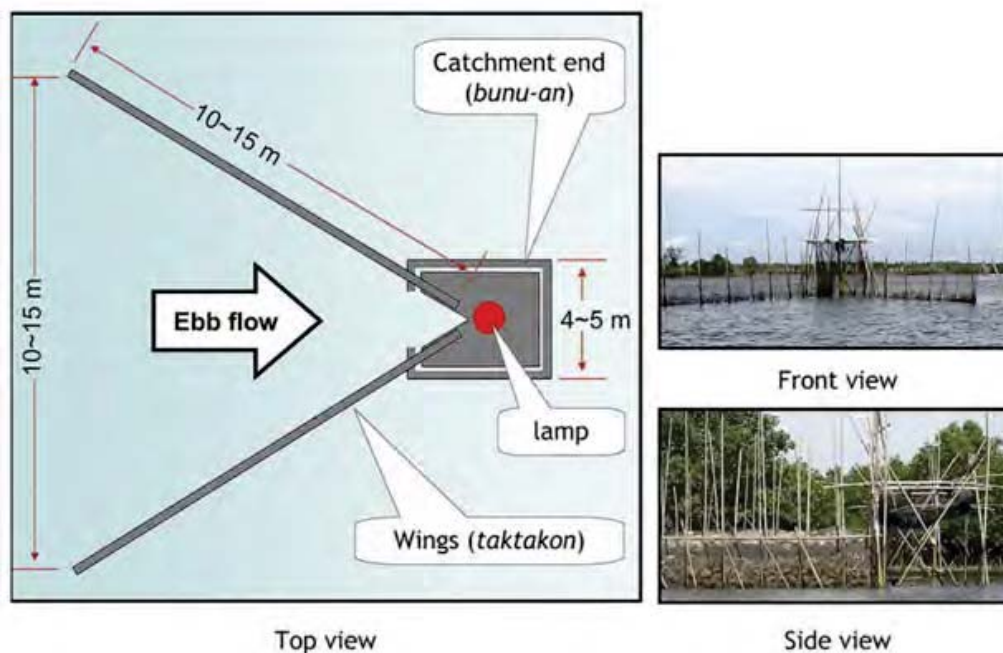 Catchment end
(bunu-an)
10~15 m
10~15 m
Ebb flow
4~5 m
lamp
Wings (taktakon)
Top view
Front view
Side view